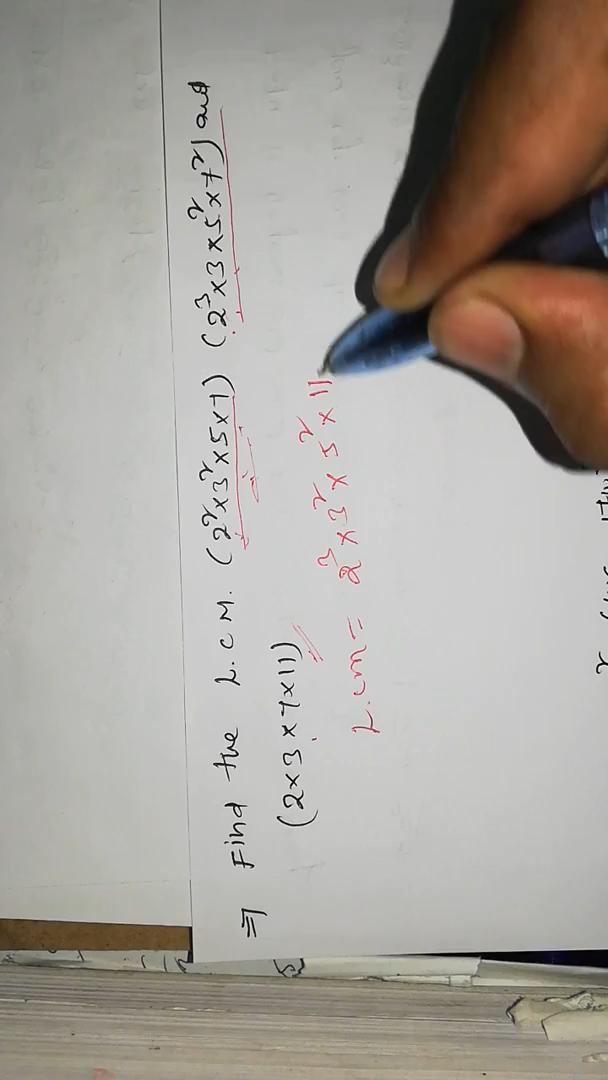 ⇒ Find the L.C.M. (2²×3²×5×7) (2³×3×5²×7²) and
(2×3×7×11)
L.cm = 2³×3²×5²×11